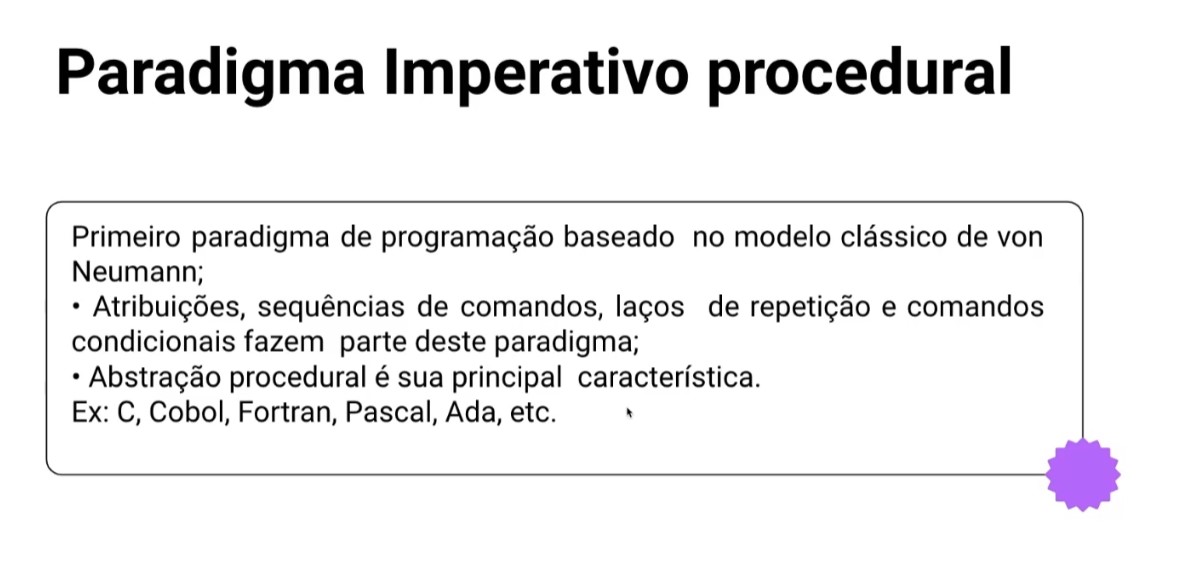 Paradigma Imperativo procedural
Primeiro paradigma de programação baseado no modelo clássico de von
Neumann;
• Atribuições, sequências de comandos, laços de repetição e comandos
condicionais fazem parte deste paradigma;
• Abstração procedural é sua principal característica.
Ex: C, Cobol, Fortran, Pascal, Ada, etc.